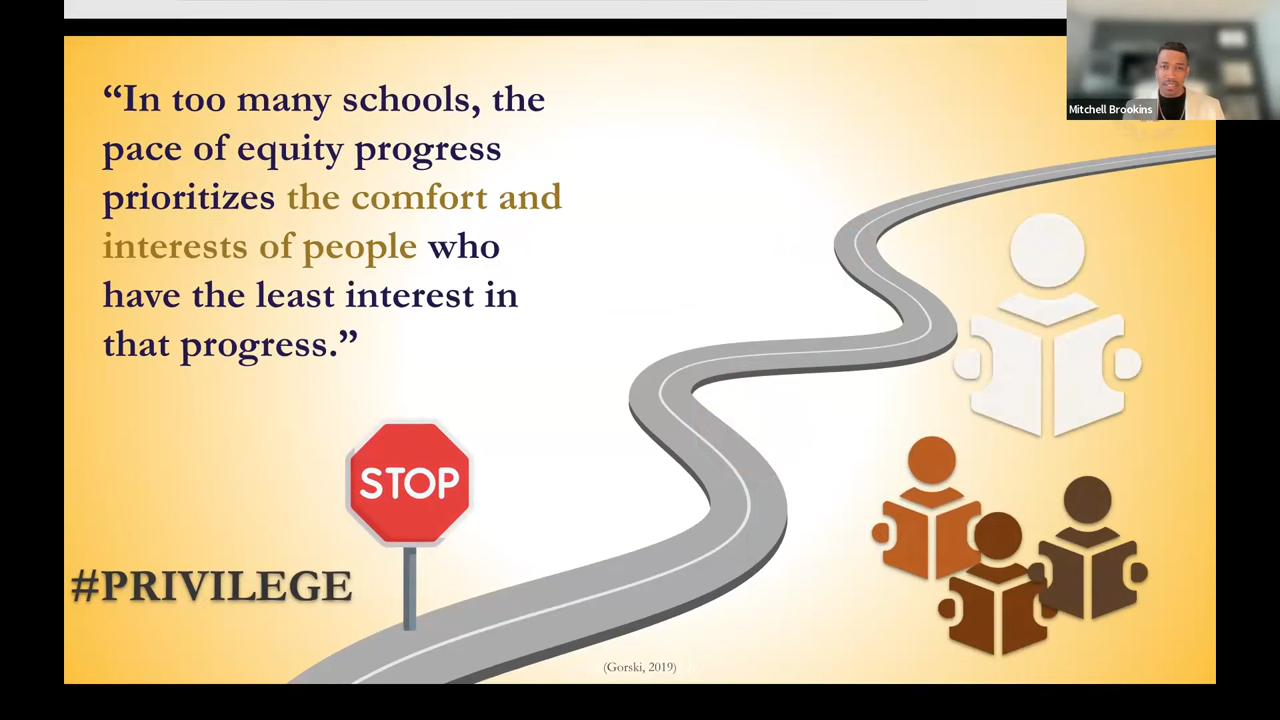 “In too many schools, the
pace of equity progress
prioritizes the comfort and
interests of people who
have the least interest in
that progress.”
Mitchell Brookins
STOP
#PRIVILEGE
(Gorski, 2019)